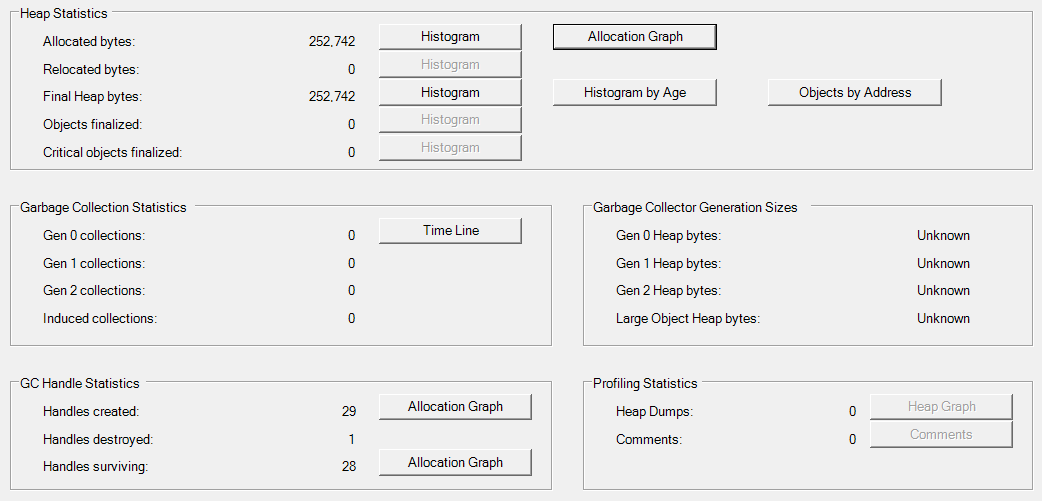 Heap Statistics
Allocated bytes: 252,742 Histogram Allocation Graph
Relocated bytes: 0 Histogram
Final Heap bytes: 252,742 Histogram Histogram by Age Objects by Address
Objects finalized: 0 Histogram
Critical objects finalized: 0 Histogram
Garbage Collection Statistics
Gen 0 collections: 0 Time Line
Gen 1 collections: 0
Gen 2 collections: 0
Induced collections: 0
Garbage Collector Generation Sizes
Gen 0 Heap bytes: Unknown
Gen 1 Heap bytes: Unknown
Gen 2 Heap bytes: Unknown
Large Object Heap bytes: Unknown
GC Handle Statistics
Handles created: 29 Allocation Graph
Handles destroyed: 1
Handles surviving: 28 Allocation Graph
Profiling Statistics
Heap Dumps: 0 Heap Graph
Comments: 0 Comments